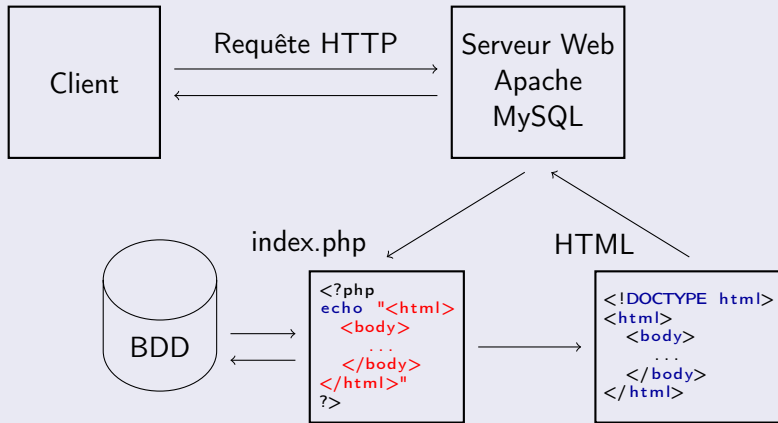 Requête HTTP
Client
Serveur Web
Apache
MySQL
index.php
HTML
BDD
<?php
echo "<html>
<body>
...
</body>
</html>"
?>
<!DOCTYPE html>
<html>
<body>
...
</body>
</html>